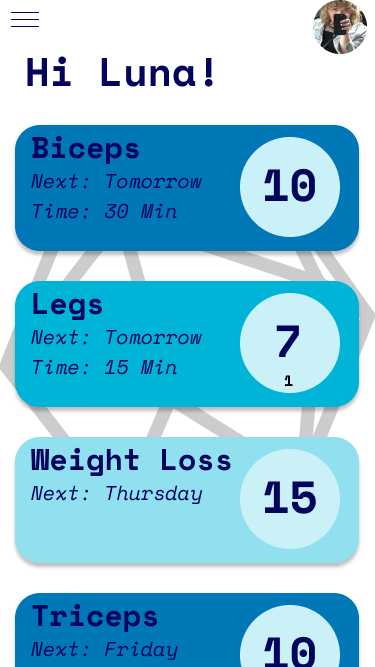 Hi Luna!
Biceps
Next: Tomorrow
Time: 30 Min
10
Legs
Next: Tomorrow
Time: 15 Min
7
1
Weight Loss
Next: Thursday
15
Triceps
Next: Friday
10